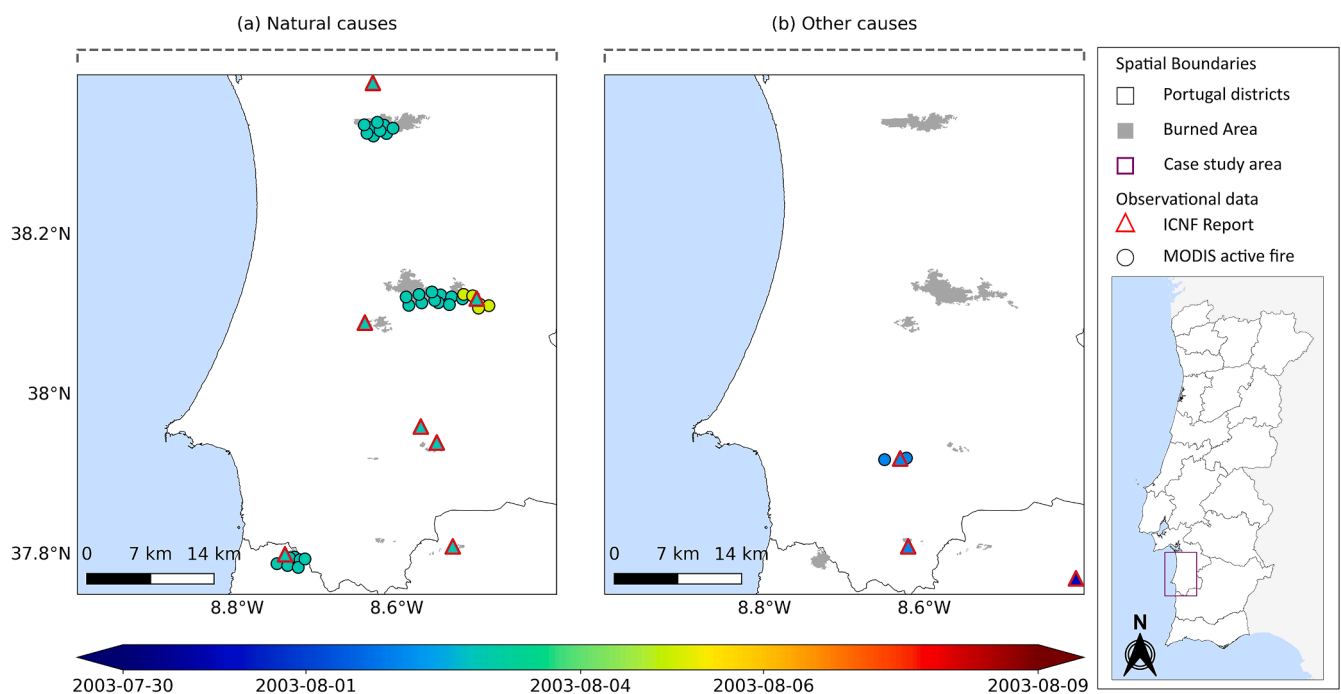 (a) Natural causes
(b) Other causes
Spatial Boundaries
Portugal districts
Burned Area
Case study area
Observational data
ICNF Report
MODIS active fire
38.2°N
38°N
37.8°N
0 7 km 14 km
0 7 km 14 km
8.8°W 8.6°W
8.8°W 8.6°W
N
2003-07-30 2003-08-01 2003-08-04 2003-08-06 2003-08-09